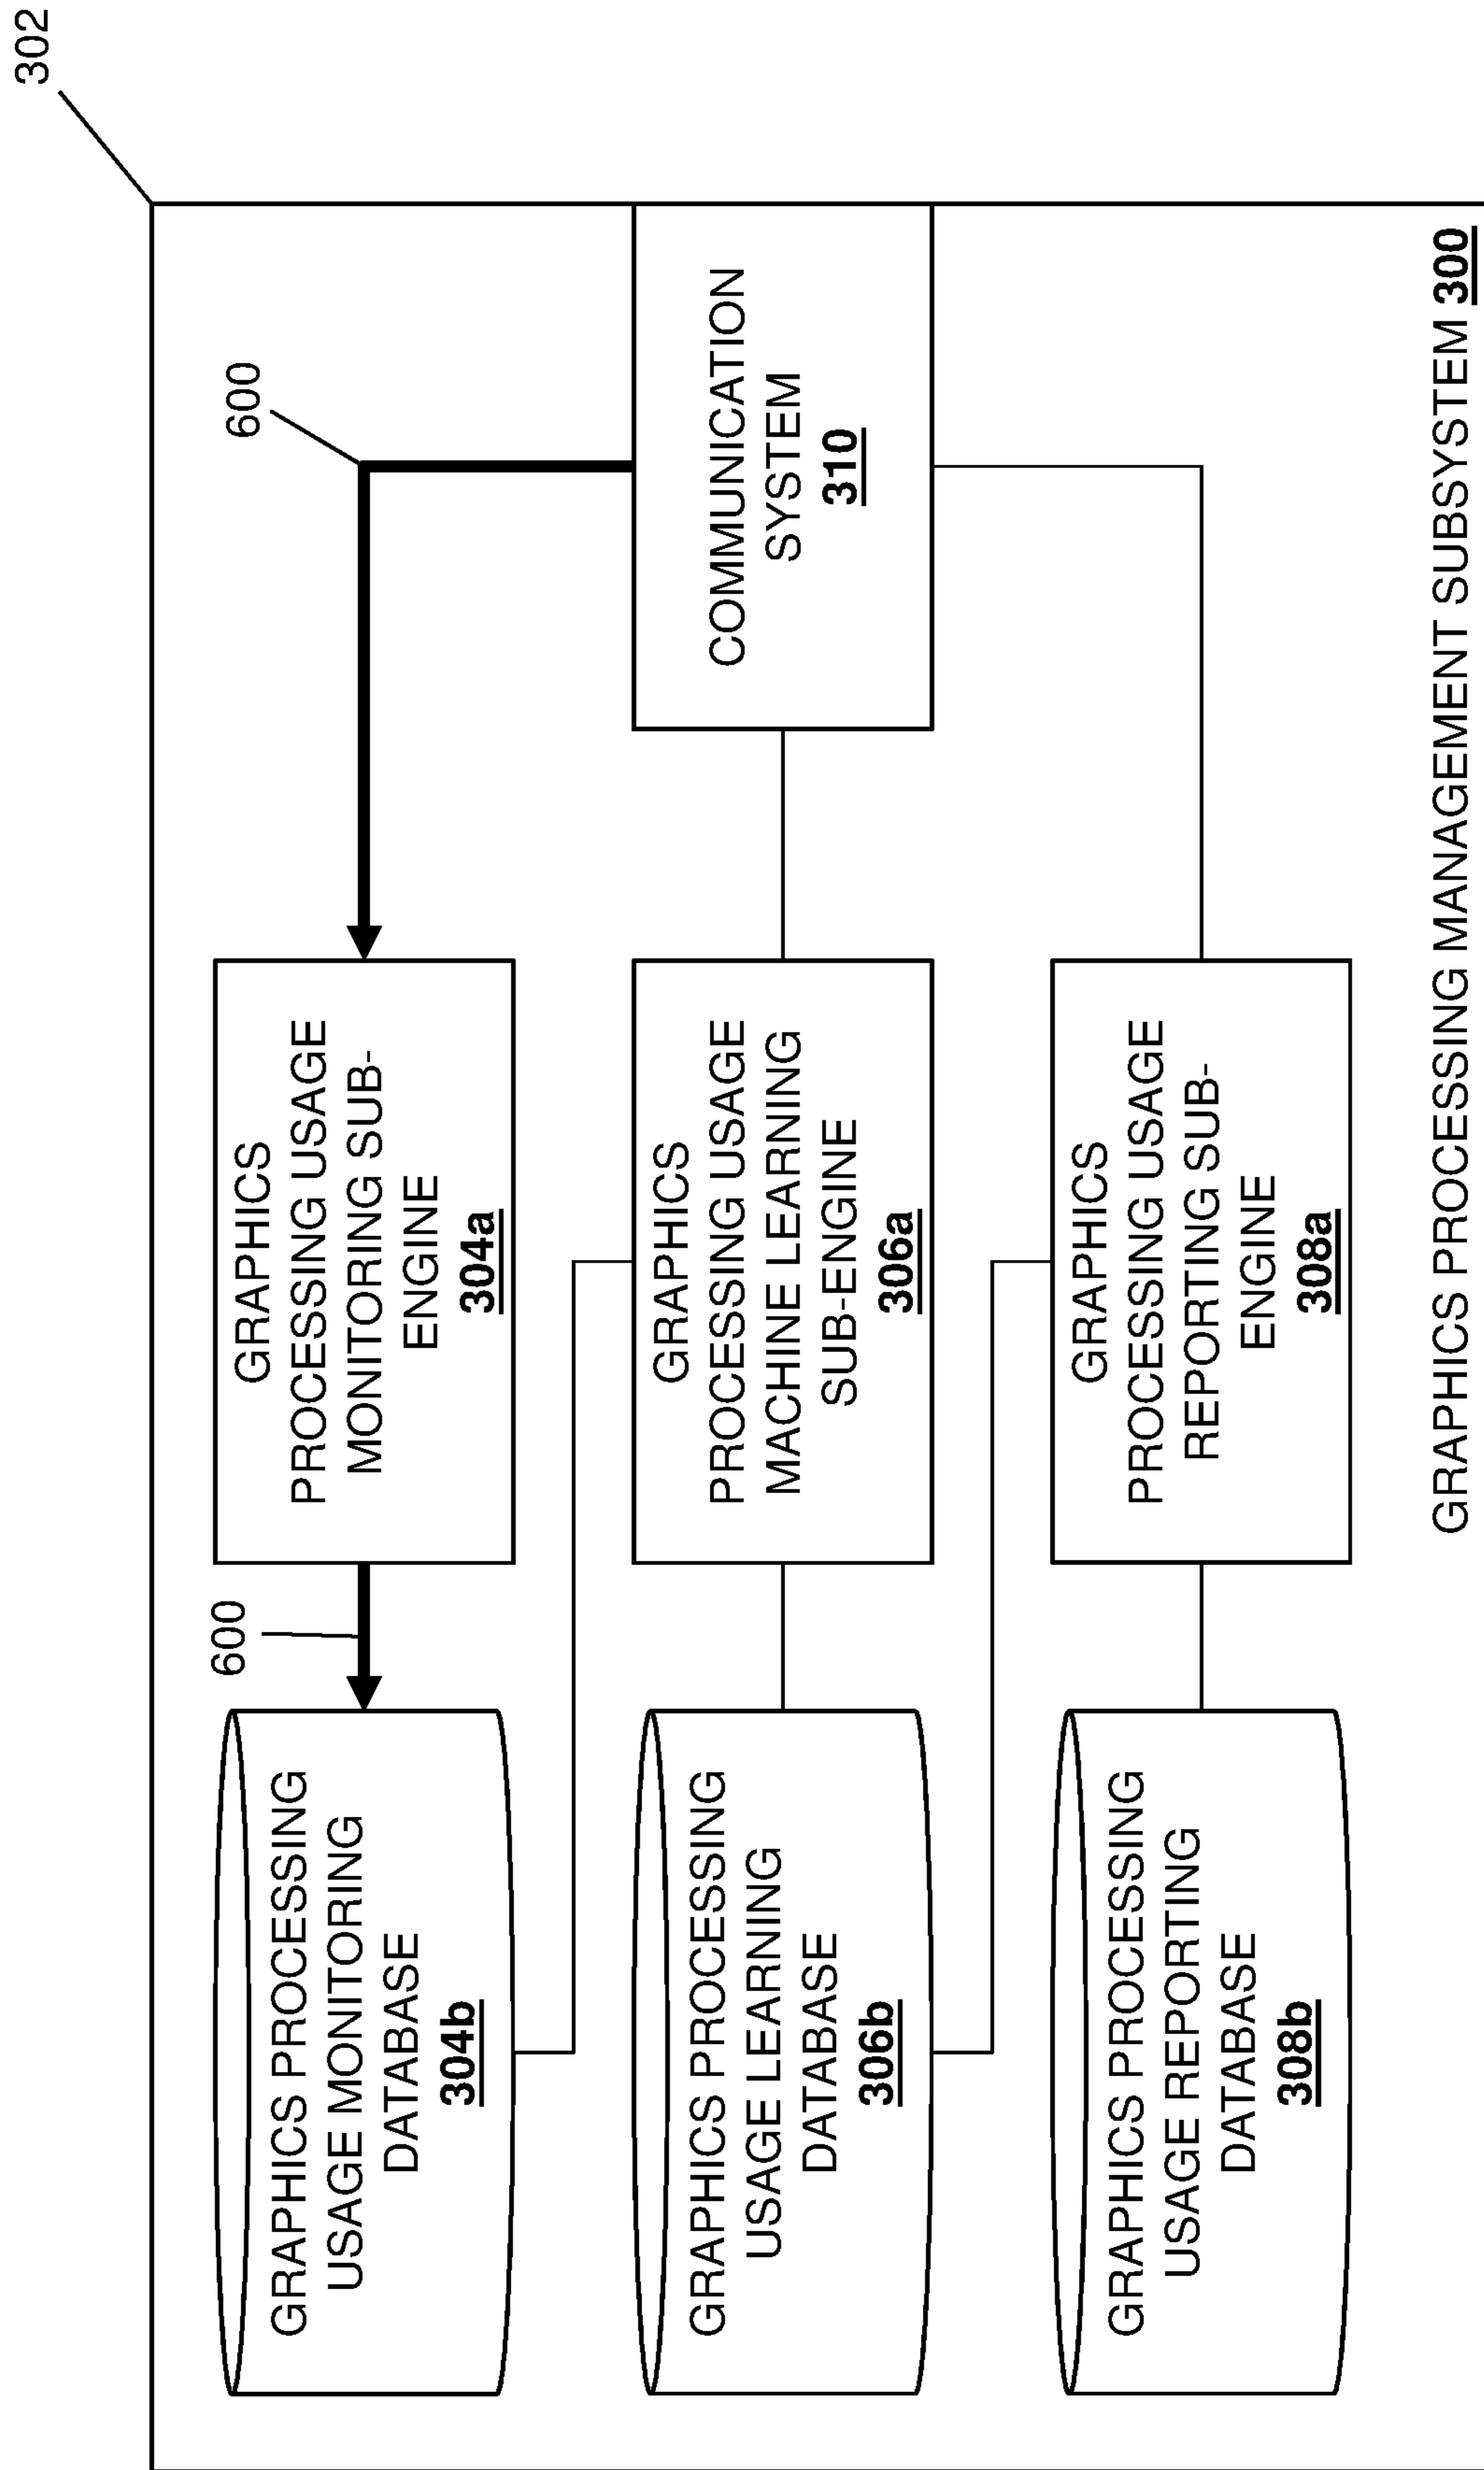 302
600
600
GRAPHICS PROCESSING
USAGE MONITORING
DATABASE
304b
GRAPHICS
PROCESSING USAGE
MONITORING SUB-
ENGINE
304a
GRAPHICS PROCESSING
USAGE LEARNING
DATABASE
306b
GRAPHICS
PROCESSING USAGE
MACHINE LEARNING
SUB-ENGINE
306a
COMMUNICATION
SYSTEM
310
GRAPHICS PROCESSING
USAGE REPORTING
DATABASE
308b
GRAPHICS
PROCESSING USAGE
REPORTING SUB-
ENGINE
308a
GRAPHICS PROCESSING MANAGEMENT SUBSYSTEM 300